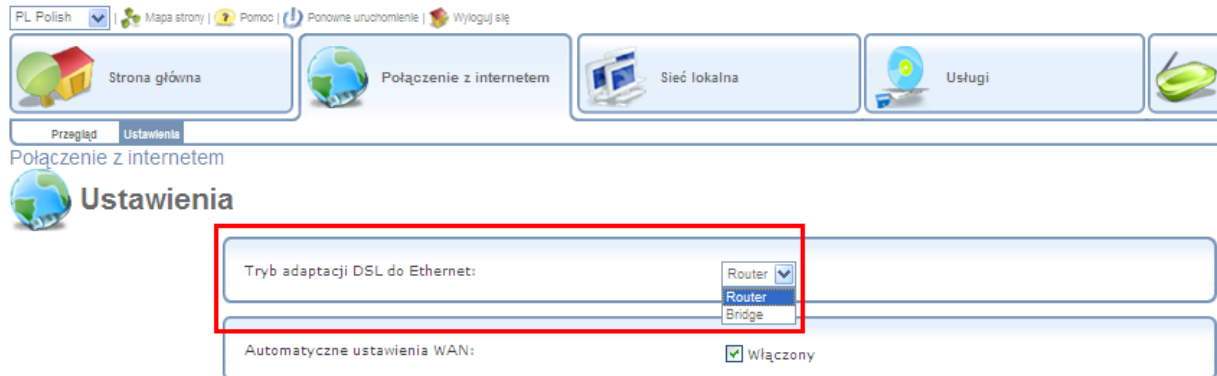 PL Polish | Mapa strony | Pomoc | Ponowne uruchomienie | Wyloguj się
Strona główna
Połączenie z internetem
Sieć lokalna
Usługi
Przegląd Ustawienia
Połączenie z internetem
Ustawienia
Tryb adaptacji DSL do Ethernet: Router
Router
Bridge
Automatyczne ustawienia WAN: Włączony